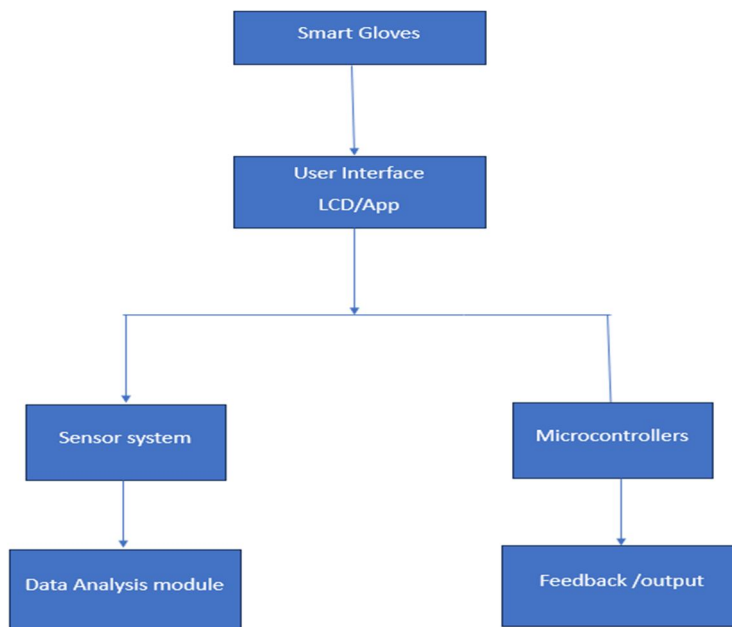 Smart Gloves
User Interface
LCD/App
Sensor system
Microcontrollers
Data Analysis module
Feedback /output